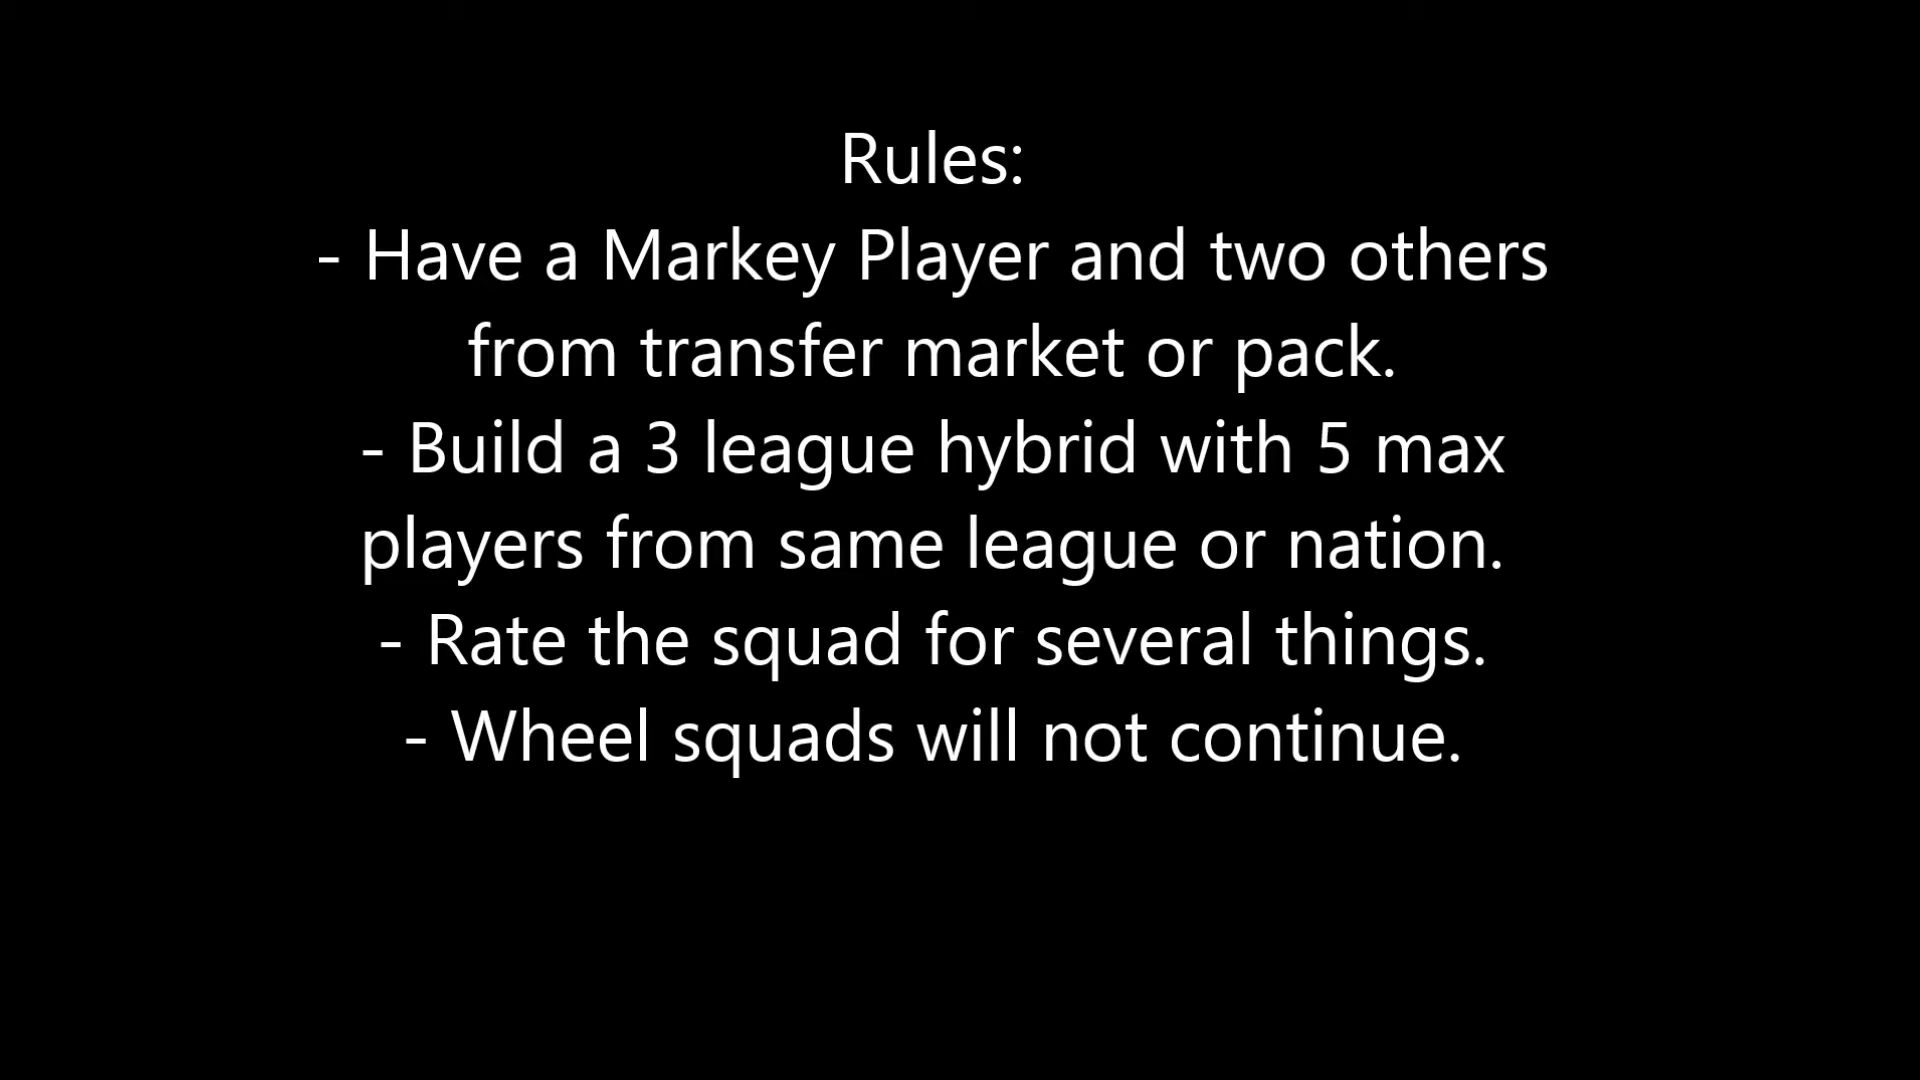 Rules:
- Have a Markey Player and two others
from transfer market or pack.
- Build a 3 league hybrid with 5 max
players from same league or nation.
- Rate the squad for several things.
- Wheel squads will not continue.